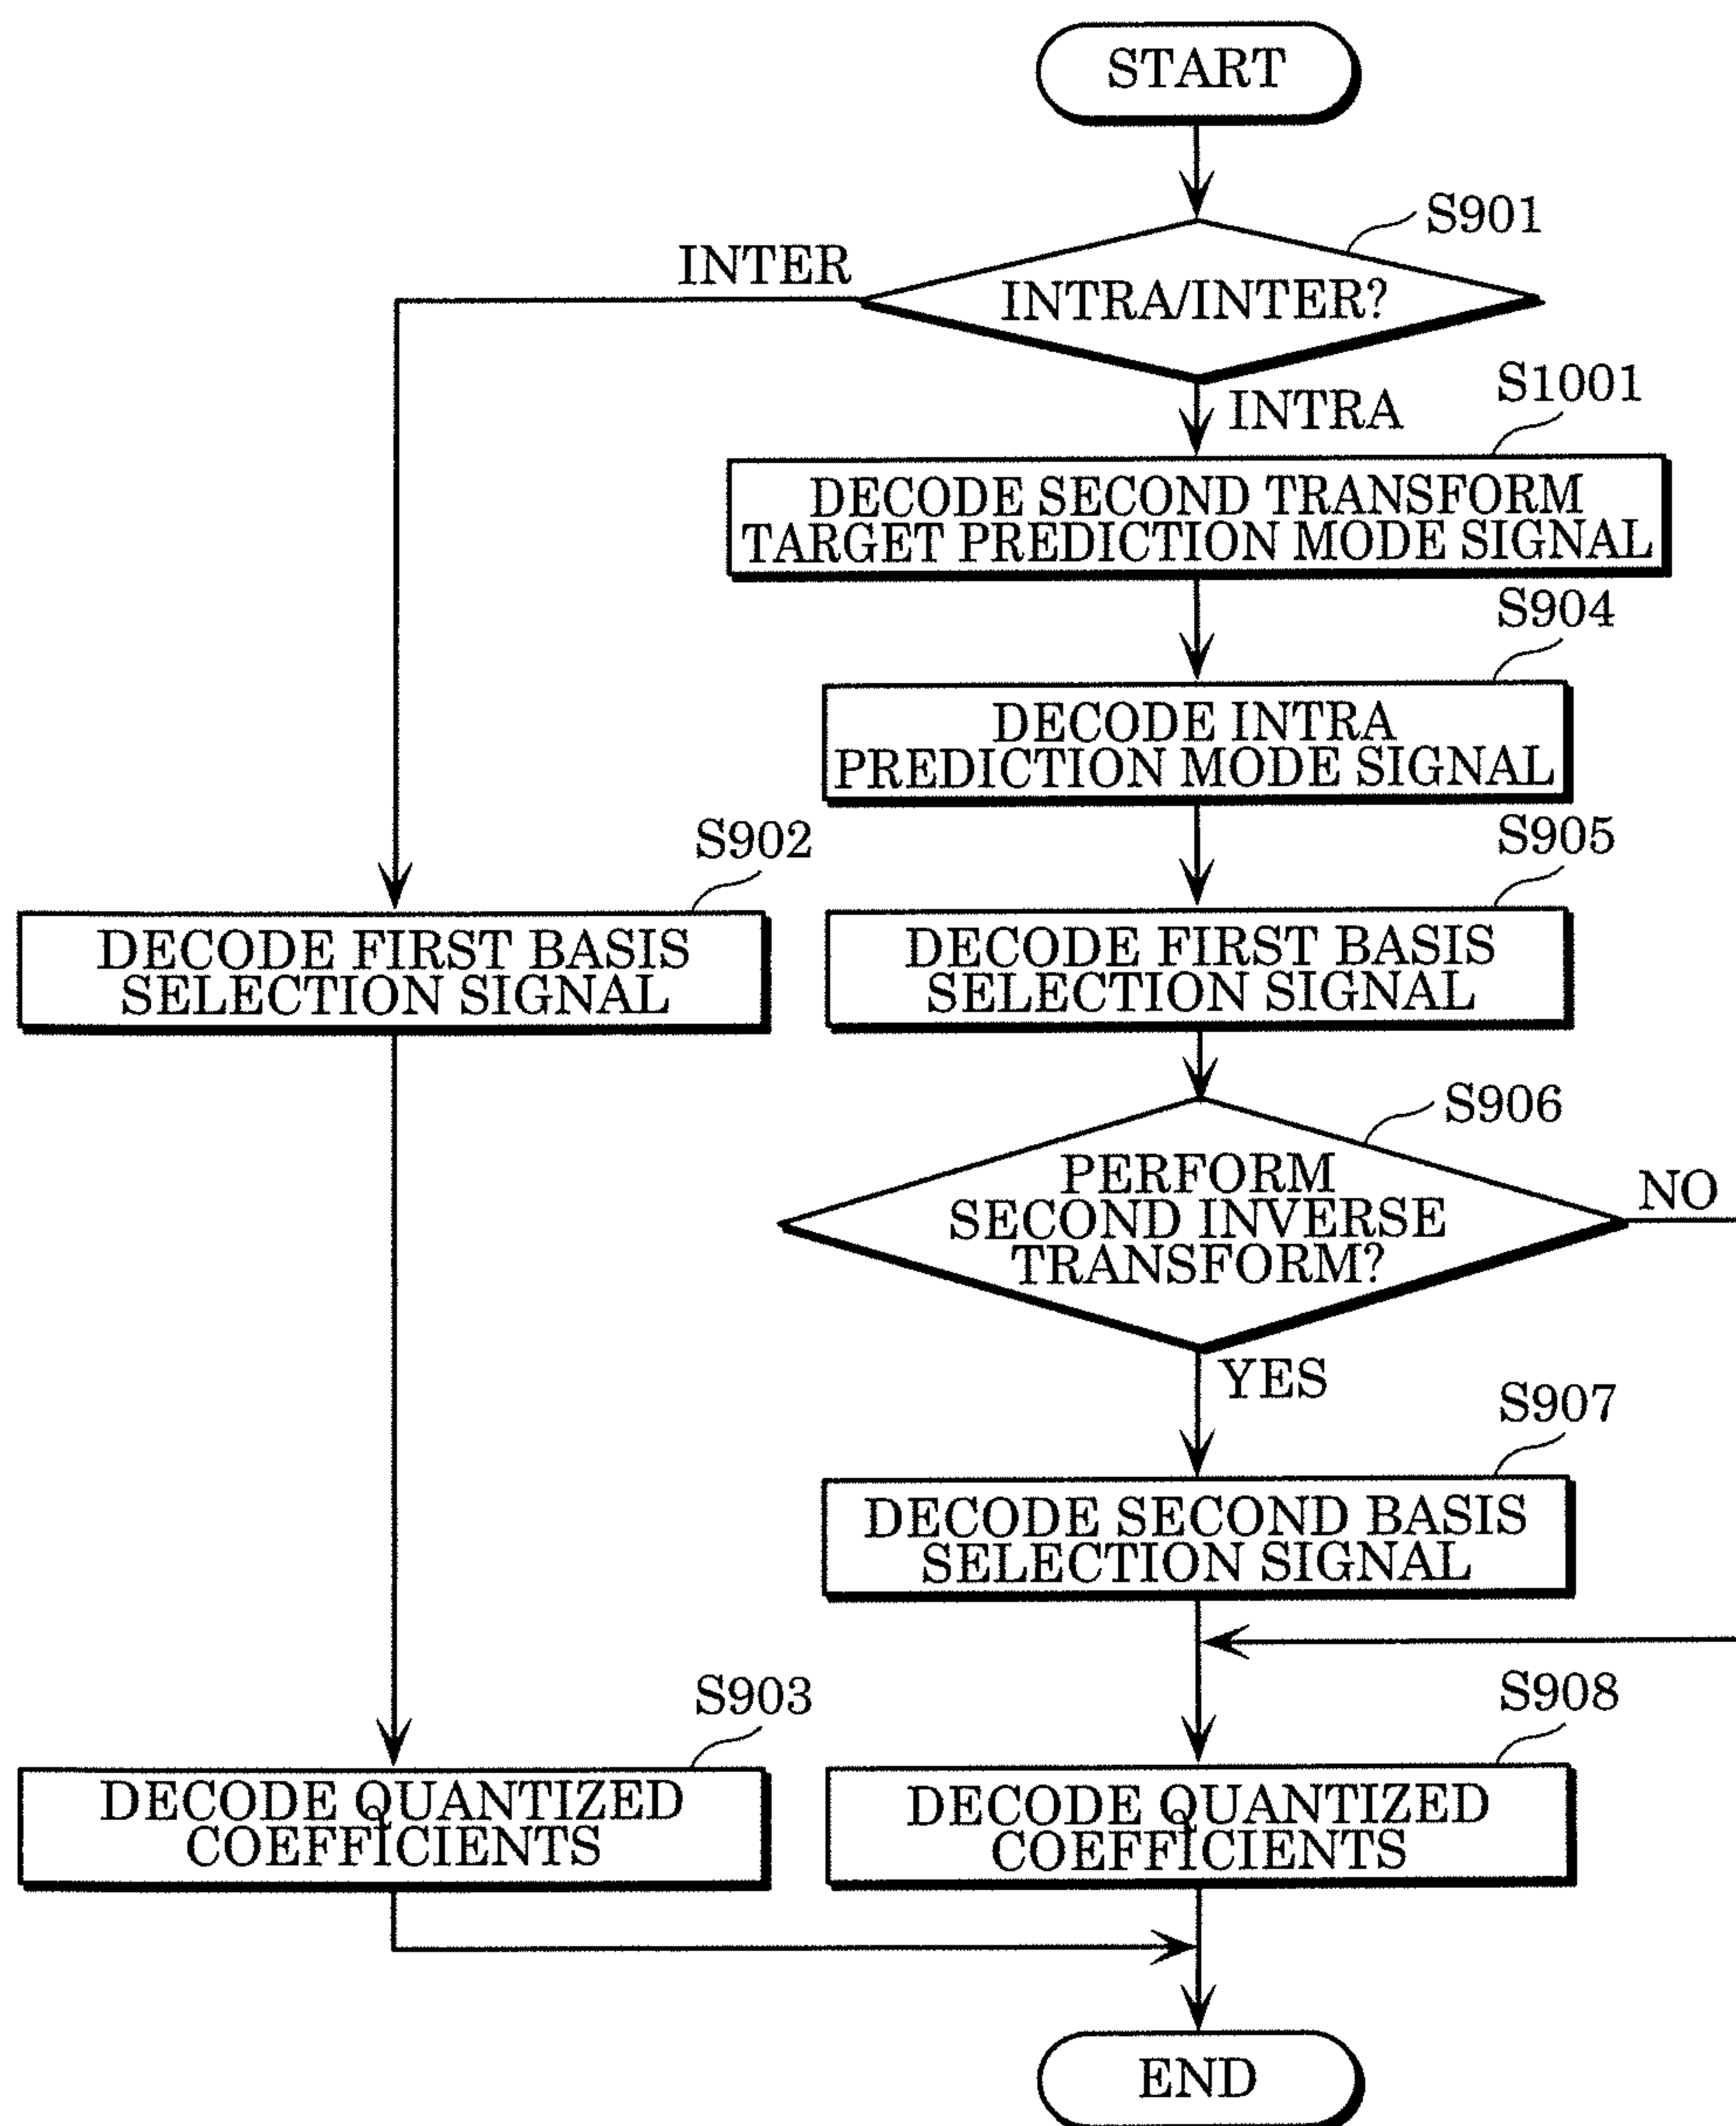 START
S901
INTER
INTRA/INTER?
S1001
INTRA
DECODE SECOND TRANSFORM
TARGET PREDICTION MODE SIGNAL
S904
DECODE INTRA
PREDICTION MODE SIGNAL
S902
S905
DECODE FIRST BASIS
SELECTION SIGNAL
DECODE FIRST BASIS
SELECTION SIGNAL
S906
PERFORM
SECOND INVERSE
TRANSFORM?
NO
YES
S907
DECODE SECOND BASIS
SELECTION SIGNAL
S903
S908
DECODE QUANTIZED
COEFFICIENTS
DECODE QUANTIZED
COEFFICIENTS
END